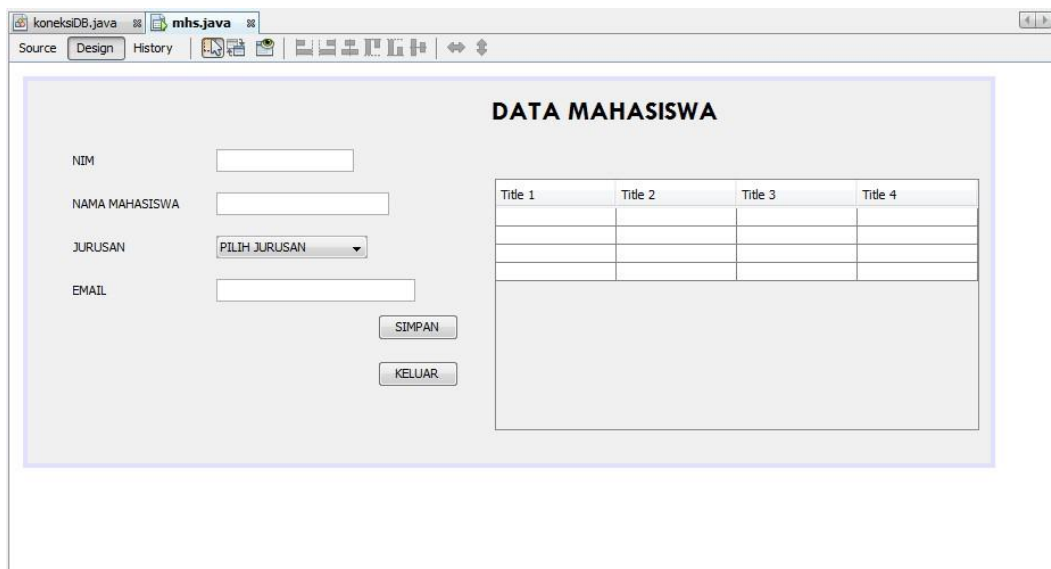 koneksiDB.java mhs.java
Source Design History
DATA MAHASISWA
NIM
NAMA MAHASISWA
JURUSAN PILIH JURUSAN
EMAIL
SIMPAN
KELUAR
Title 1 Title 2 Title 3 Title 4